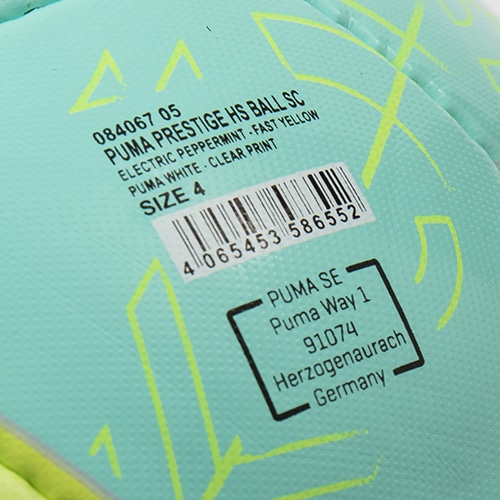 084067 05
PUMA PRESTIGE HS BALL SC
ELECTRIC PEPPERMINT - FAST YELLOW
PUMA WHITE - CLEAR PRINT
SIZE 4
4 065453 586552
PUMA SE
Puma Way 1
91074
Herzogenaurach
Germany